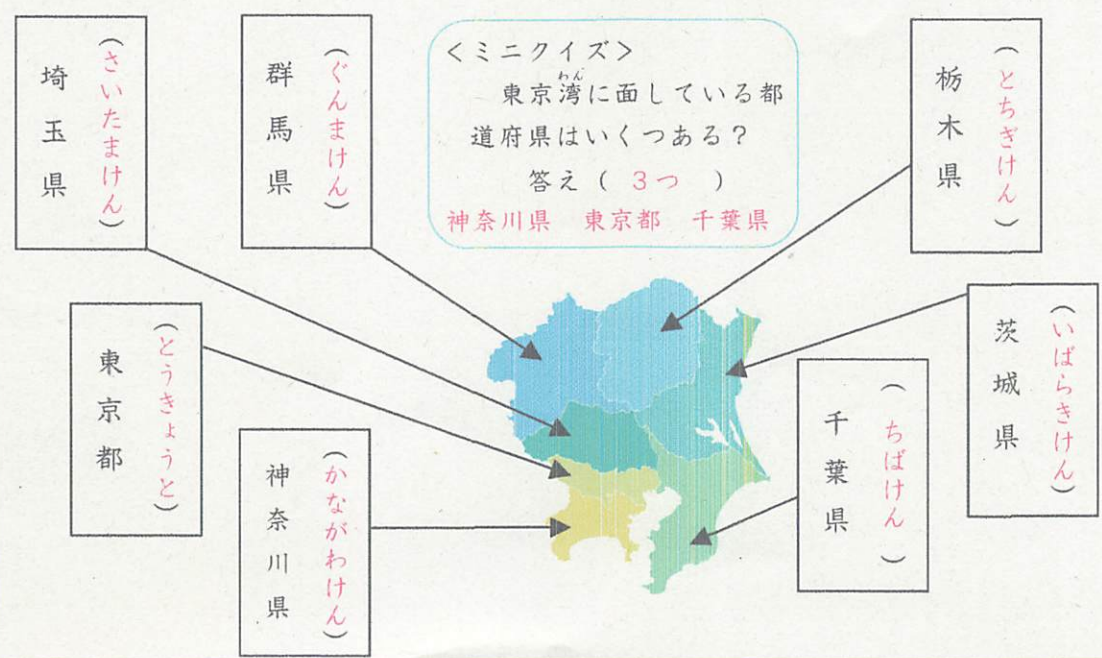 <ミニクイズ>
東京湾に面している都
わん
道府県はいくつある？
答え（ 3つ ）
神奈川県 東京都 千葉県
栃木県
（とちぎけん）
群馬県
（ぐんまけん）
埼玉県
（さいたまけん）
茨城県
（いばらきけん）
東京都
（とうきょうと）
千葉県
（ちばけん）
神奈川県
（かながわけん）